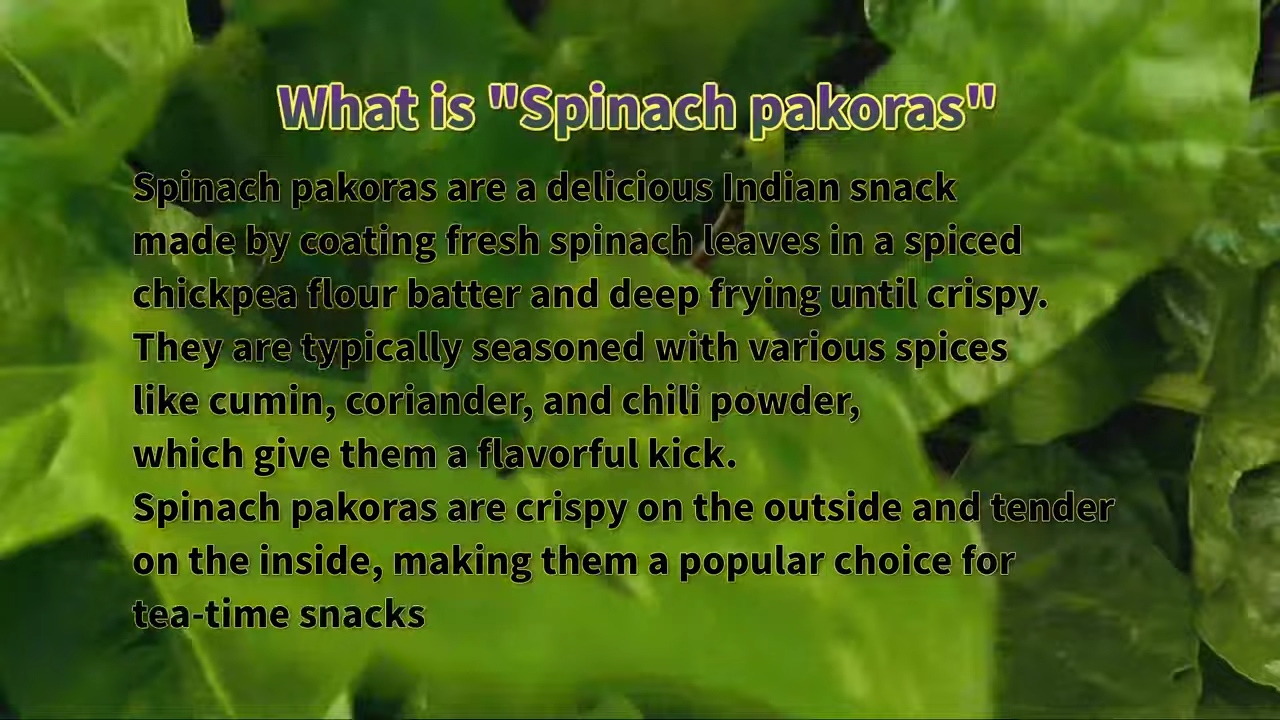 What is "Spinach pakoras"
Spinach pakoras are a delicious Indian snack
made by coating fresh spinach leaves in a spiced
chickpea flour batter and deep frying until crispy.
They are typically seasoned with various spices
like cumin, coriander, and chili powder,
which give them a flavorful kick.
Spinach pakoras are crispy on the outside and tender
on the inside, making them a popular choice for
tea-time snacks